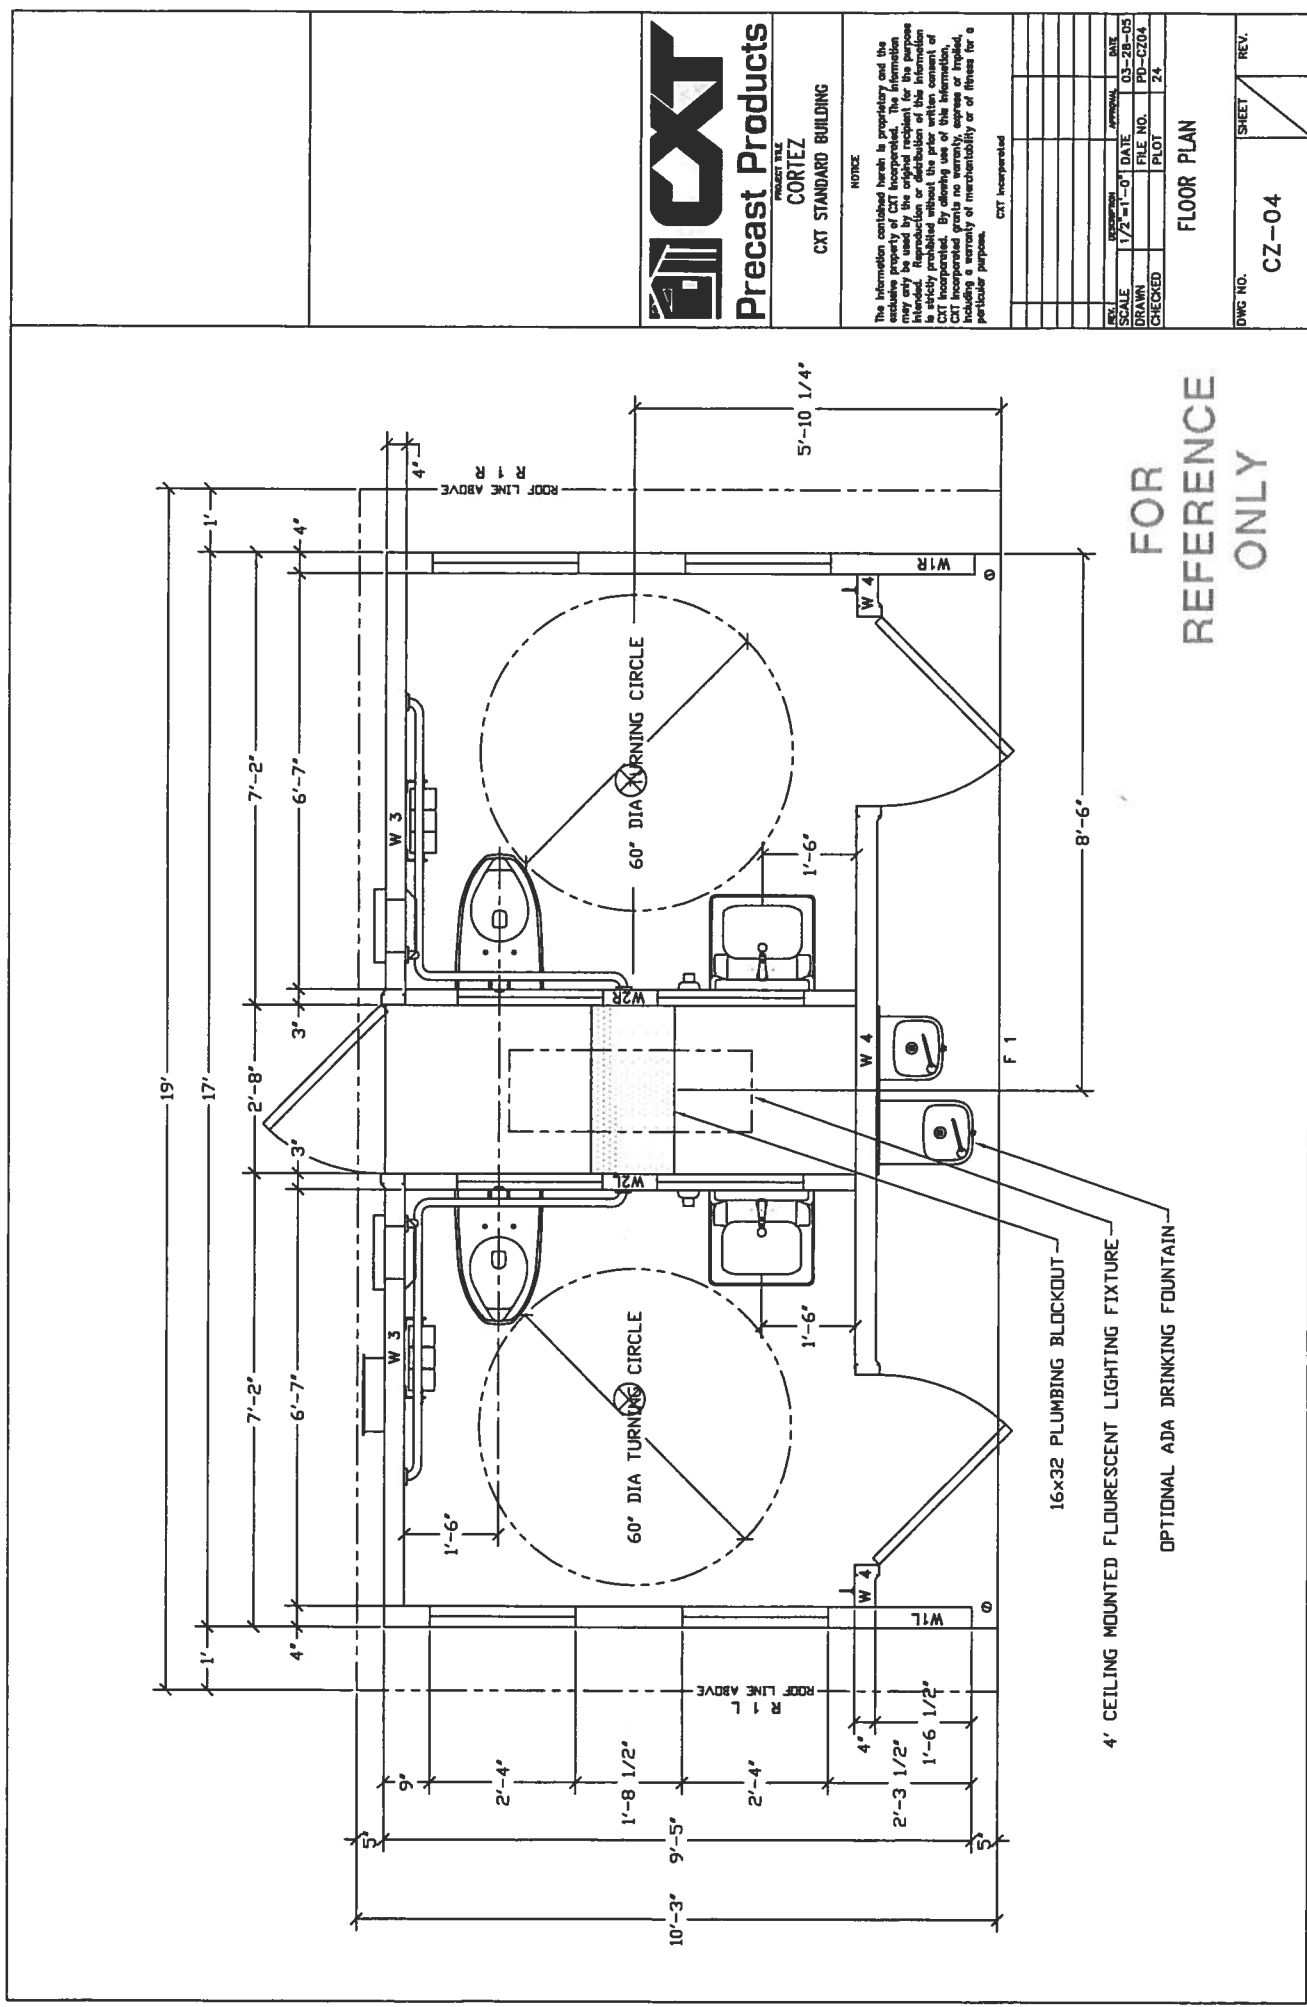 19'
17'
1'
1'
7'-2"
2'-8"
7'-2"
4"
6'-7"
3"
3"
6'-7"
4"
4"
10'-3"
5"
9'-5"
5"
9"
2'-4"
1'-8 1/2"
2'-4"
2'-3 1/2"
4"
1'-6 1/2"
R 1 L
ROOF LINE ABOVE
ROOF LINE ABOVE
R 1 R
W 3
W 3
1'-6"
60" DIA TURNING CIRCLE
60" DIA TURNING CIRCLE
W2L
W2R
1'-6"
1'-6"
W1L
W 4
W 4
W 4
W1R
F 1
5'-10 1/4"
8'-6"
16x32 PLUMBING BLOCKOUT
4' CEILING MOUNTED FLOURESCENT LIGHTING FIXTURE
OPTIONAL ADA DRINKING FOUNTAIN
FOR
REFERENCE
ONLY
CXT
Precast Products
PROJECT TITLE
CORTEZ
CXT STANDARD BUILDING
NOTICE
The information contained herein is proprietary and the
exclusive property of CXT Incorporated. The information
may only be used by the original recipient for the purpose
intended. Reproduction or distribution of this information
is strictly prohibited without the prior written consent of
CXT Incorporated. By allowing use of this information,
CXT Incorporated grants no warranty, express or implied,
including a warranty of merchantability or of fitness for a
particular purpose.
CXT Incorporated
REV. DESCRIPTION APPROVAL DATE
SCALE 1/2"=1'-0" DATE 03-28-05
DRAWN FILE NO. PD-CZ04
CHECKED PLOT 24
FLOOR PLAN
DWG NO. SHEET REV.
CZ-04